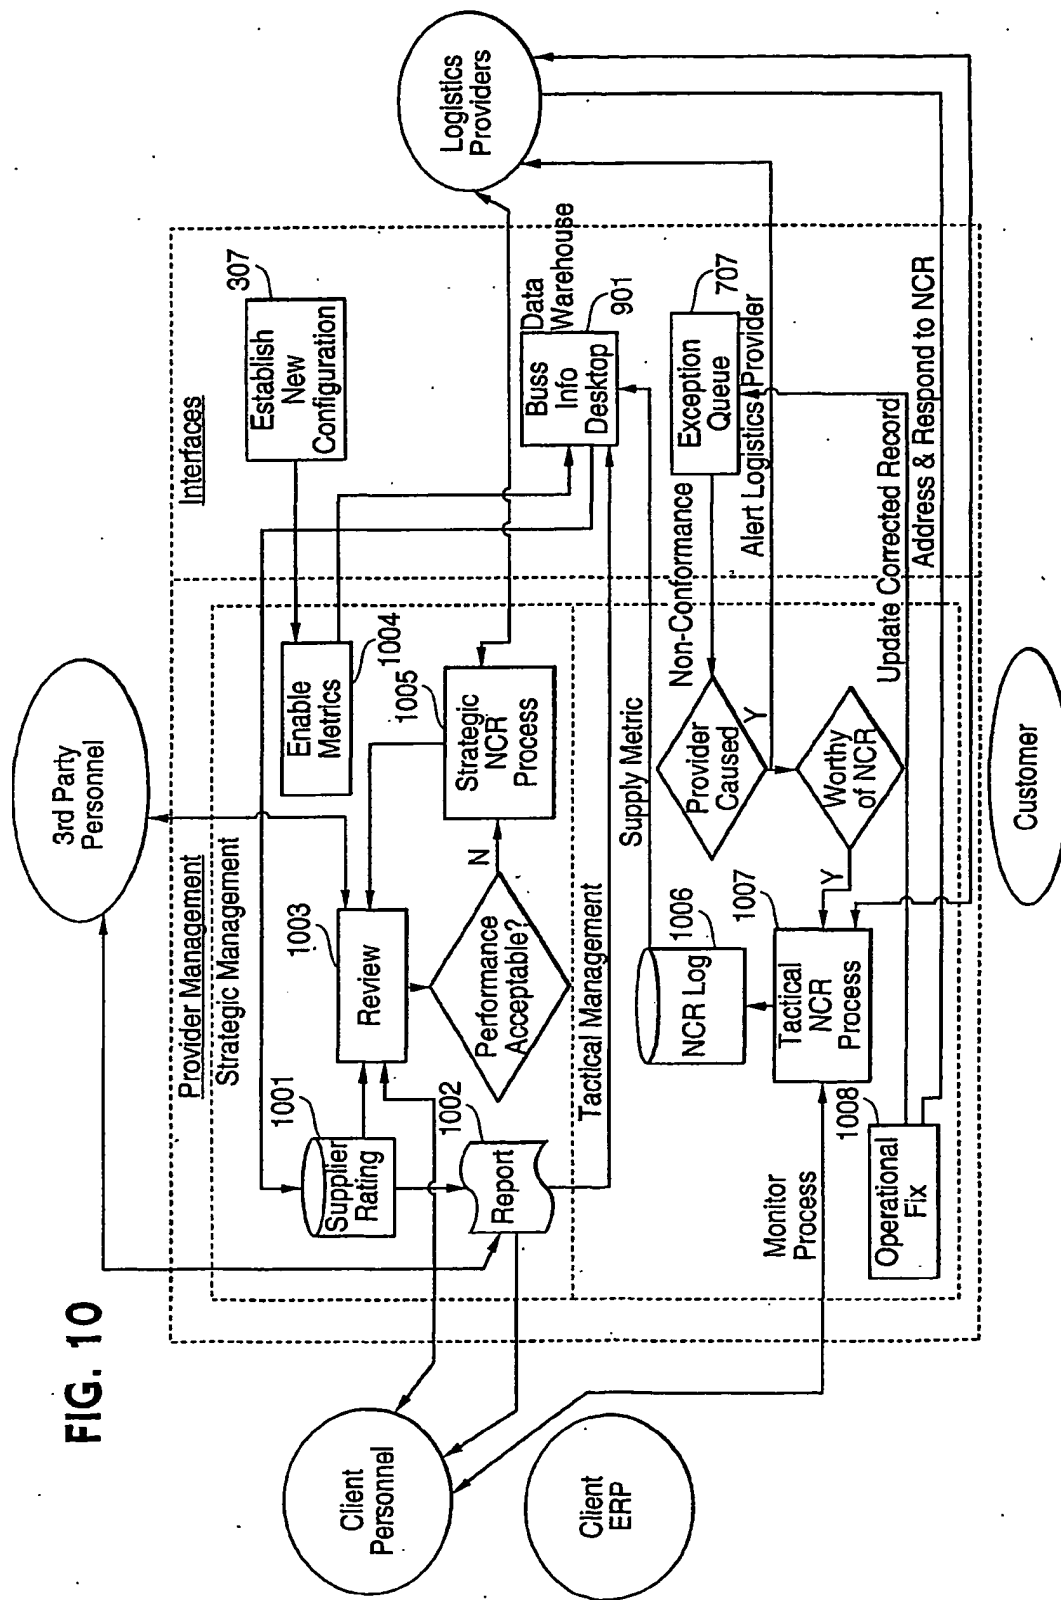 FIG. 10
3rd Party
Personnel
Provider Management
Strategic Management
Interfaces
Establish
New
Configuration
307
Logistics
Providers
Client
Personnel
Client
ERP
Customer
1001
Supplier
Rating
1003
Review
Enable
Metrics
1004
1002
Report
Performance
Acceptable?
N
1005
Strategic
NCR
Process
Data
Warehouse
Buss
Info
Desktop
901
Tactical Management
Supply Metric
Non-Conformance
Exception
Queue
707
NCR Log
1006
Provider
Caused
Y
Alert Logistics Provider
Monitor
Process
Tactical
NCR
Process
1007
Y
Worthy
of NCR
1008
Operational
Fix
Update Corrected Record
Address & Respond to NCR